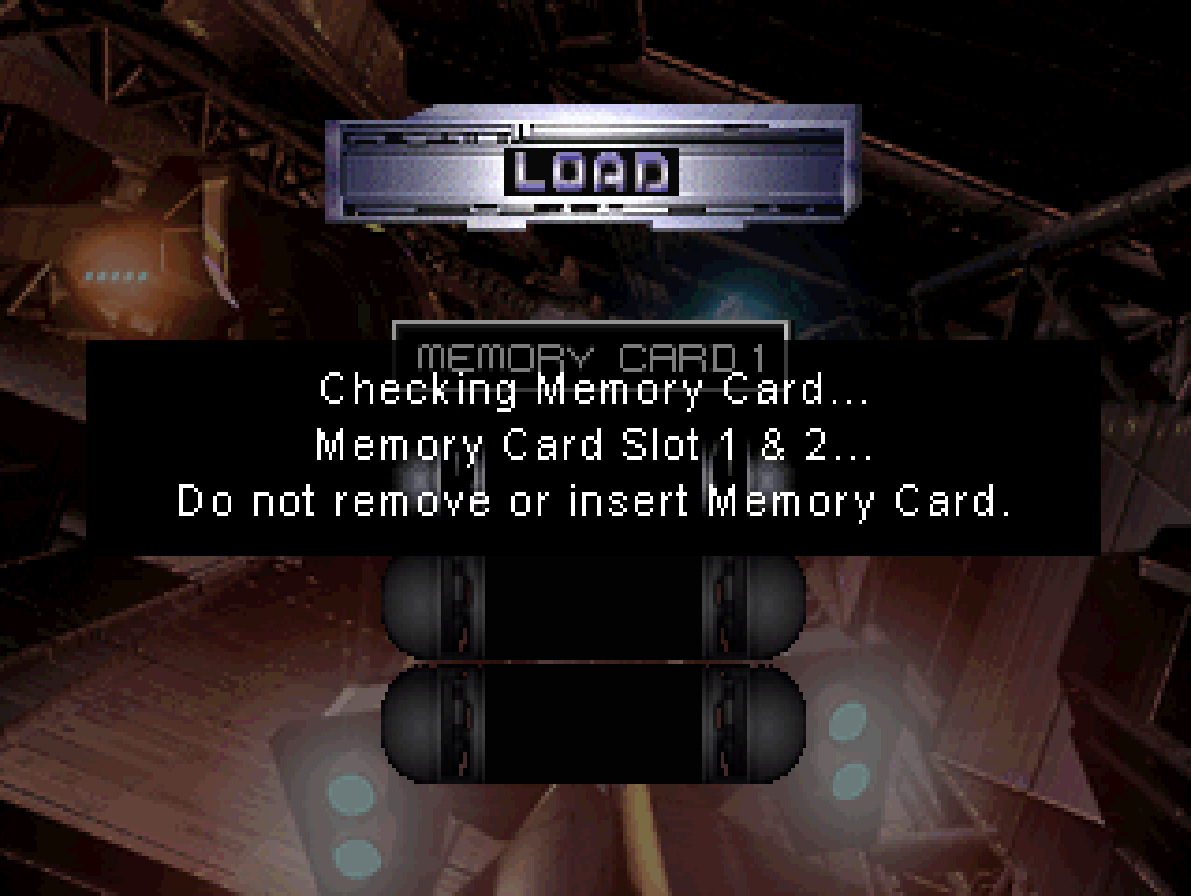 LOAD
MEMORY CARD 1
Checking Memory Card...
Memory Card Slot 1 & 2...
Do not remove or insert Memory Card.